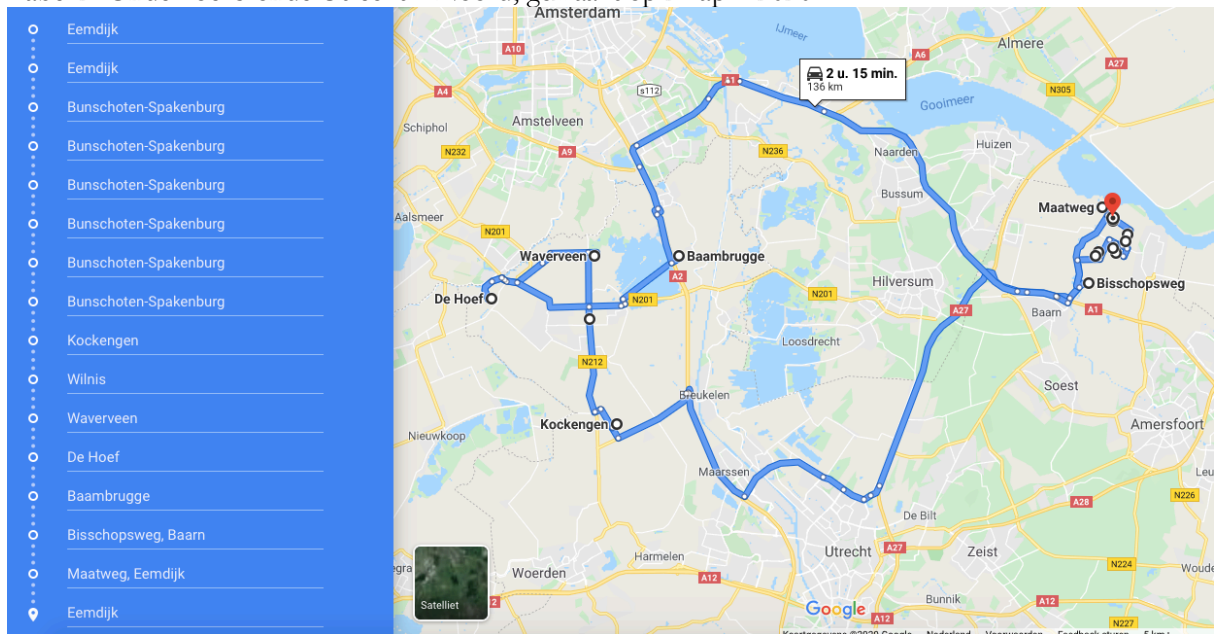 Eemdijk
Eemdijk
Bunschoten-Spakenburg
Bunschoten-Spakenburg
Bunschoten-Spakenburg
Bunschoten-Spakenburg
Bunschoten-Spakenburg
Bunschoten-Spakenburg
Kockengen
Wilnis
Waverveen
De Hoef
Baambrugge
Bisschopsweg, Baarn
Maatweg, Eemdijk
Eemdijk
Amsterdam
IJmeer
A10
A6
Almere
A27
A1
2 u. 15 min.
136 km
A4
s112
N305
Gooimeer
Schiphol
Amstelveen
N232
A9
N236
Naarden
Huizen
Bussum
Aalsmeer
Maatweg
N201
Waverveen
Baambrugge
A2
De Hoef
N201
N201
Hilversum
Bisschopsweg
A27
Baarn
A1
Loosdrecht
N212
Breukelen
Soest
Kockengen
Amersfoort
Nieuwkoop
Maarssen
N226
A28
De Bilt
Utrecht
A27
Zeist
Harmelen
Woerden
A12
N224
Satelliet
Google
A12
Bunnik
A12
N227